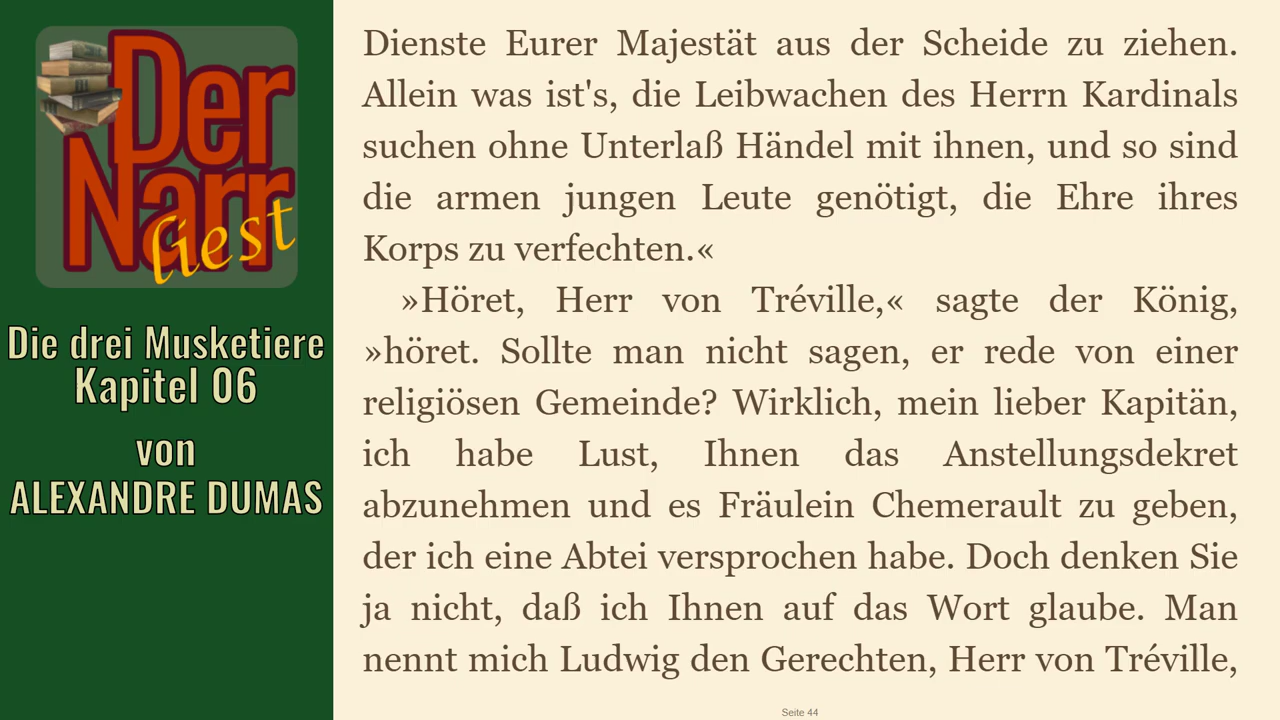 Der
Narr
liest
Die drei Musketiere
Kapitel 06
von
ALEXANDRE DUMAS
Dienste Eurer Majestät aus der Scheide zu ziehen.
Allein was ist's, die Leibwachen des Herrn Kardinals
suchen ohne Unterlaß Händel mit ihnen, und so sind
die armen jungen Leute genötigt, die Ehre ihres
Korps zu verfechten.«
»Höret, Herr von Tréville,« sagte der König,
»höret. Sollte man nicht sagen, er rede von einer
religiösen Gemeinde? Wirklich, mein lieber Kapitän,
ich habe Lust, Ihnen das Anstellungsdekret
abzunehmen und es Fräulein Chemerault zu geben,
der ich eine Abtei versprochen habe. Doch denken Sie
ja nicht, daß ich Ihnen auf das Wort glaube. Man
nennt mich Ludwig den Gerechten, Herr von Tréville,
Seite 44